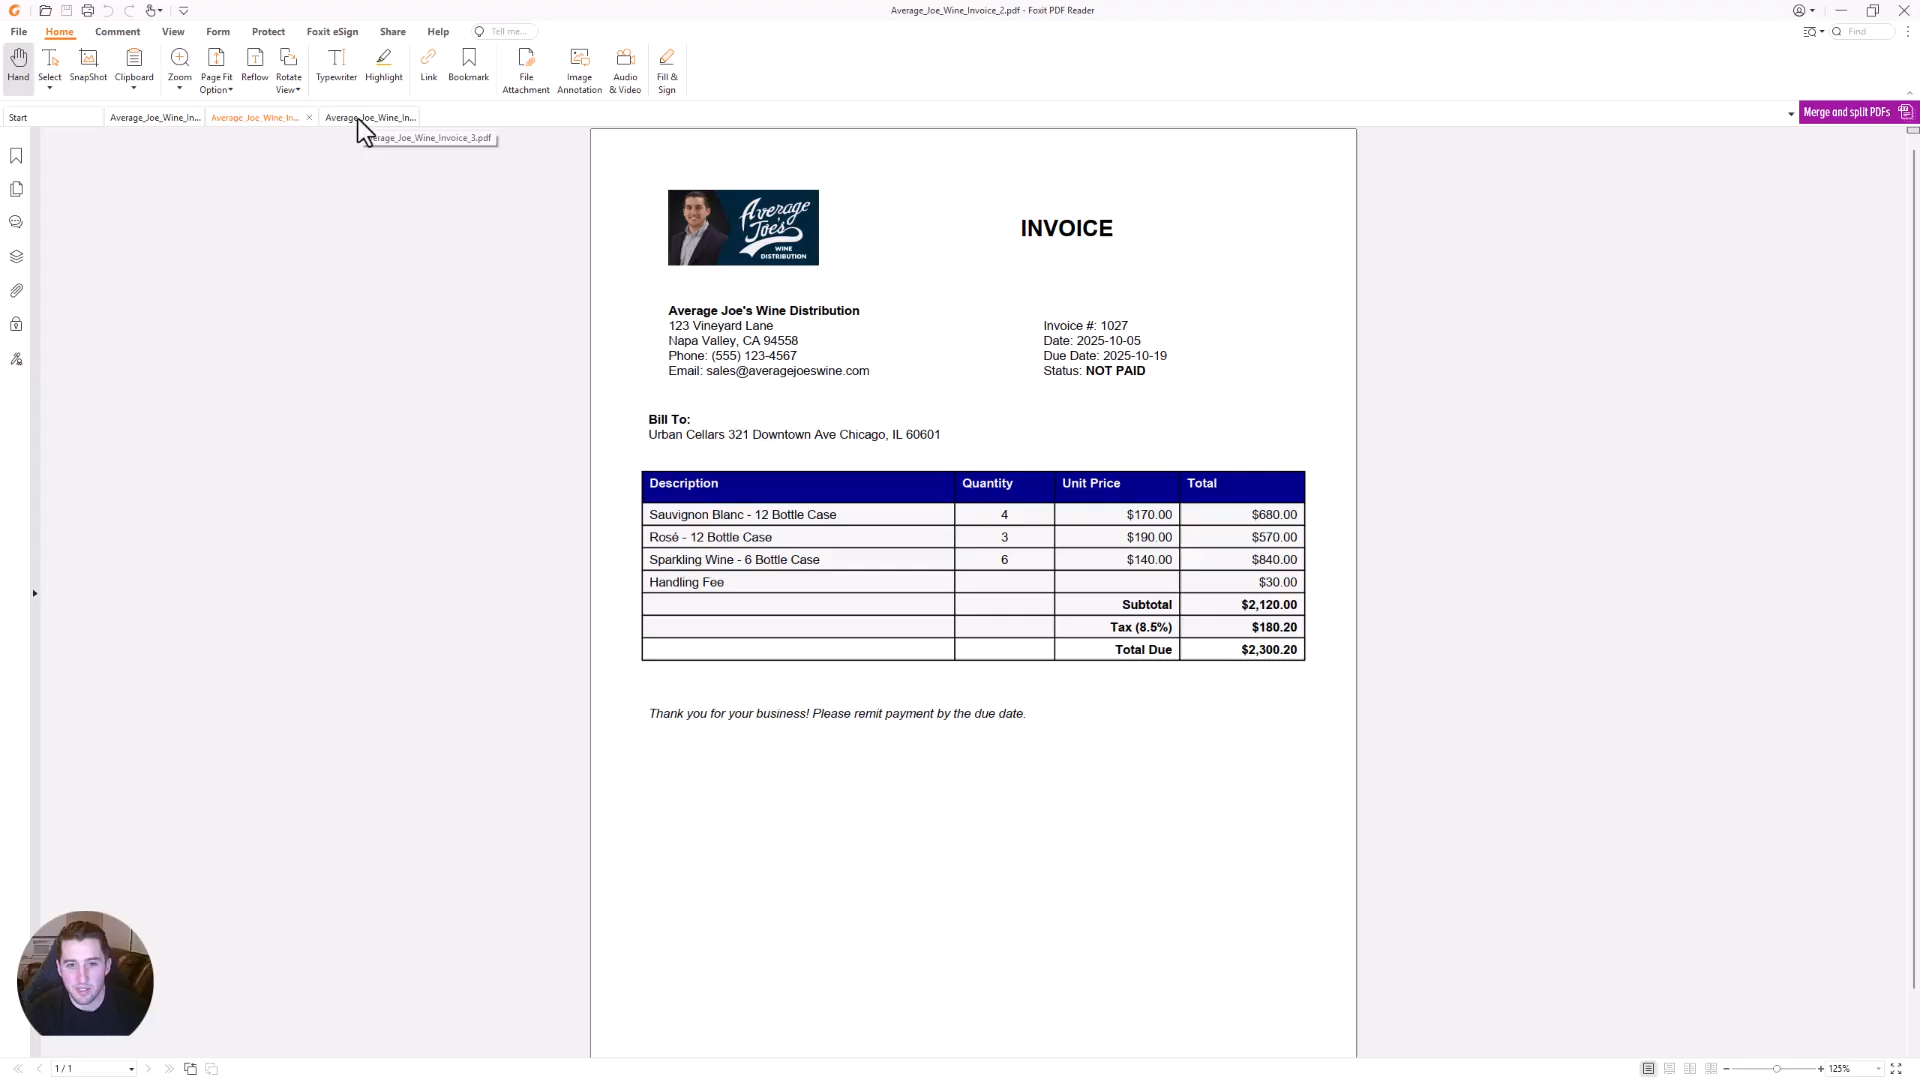 Average_Joe_Wine_Invoice_2.pdf - Foxit PDF Reader
File Home Comment View Form Protect Foxit eSign Share Help Tell me... Find
Hand Select SnapShot Clipboard Zoom Page Fit Option Reflow Rotate View Typewriter Highlight Link Bookmark File Attachment Image Annotation Audio & Video Fill & Sign
Start Average_Joe_Wine_In... Average_Joe_Wine_In... Average_Joe_Wine_In... Merge and split PDFs
erage_Joe_Wine_Invoice_3.pdf
Average
Joe's
WINE
DISTRIBUTION
INVOICE
Average Joe's Wine Distribution
123 Vineyard Lane Invoice #: 1027
Napa Valley, CA 94558 Date: 2025-10-05
Phone: (555) 123-4567 Due Date: 2025-10-19
Email: sales@averagejoeswine.com Status: NOT PAID
Bill To:
Urban Cellars 321 Downtown Ave Chicago, IL 60601
Description Quantity Unit Price Total
Sauvignon Blanc - 12 Bottle Case 4 $170.00 $680.00
Rosé - 12 Bottle Case 3 $190.00 $570.00
Sparkling Wine - 6 Bottle Case 6 $140.00 $840.00
Handling Fee $30.00
Subtotal $2,120.00
Tax (8.5%) $180.20
Total Due $2,300.20
Thank you for your business! Please remit payment by the due date.
1 / 1 125%